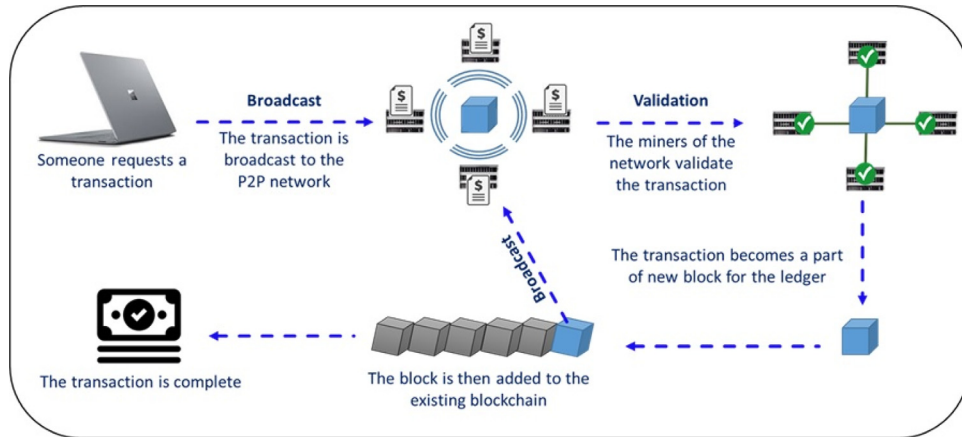 Broadcast
The transaction is
broadcast to the
P2P network
Someone requests a
transaction
$
$
$
$
Validation
The miners of the
network validate
the transaction
The transaction becomes a part
of new block for the ledger
Broadcast
The block is then added to the
existing blockchain
The transaction is complete